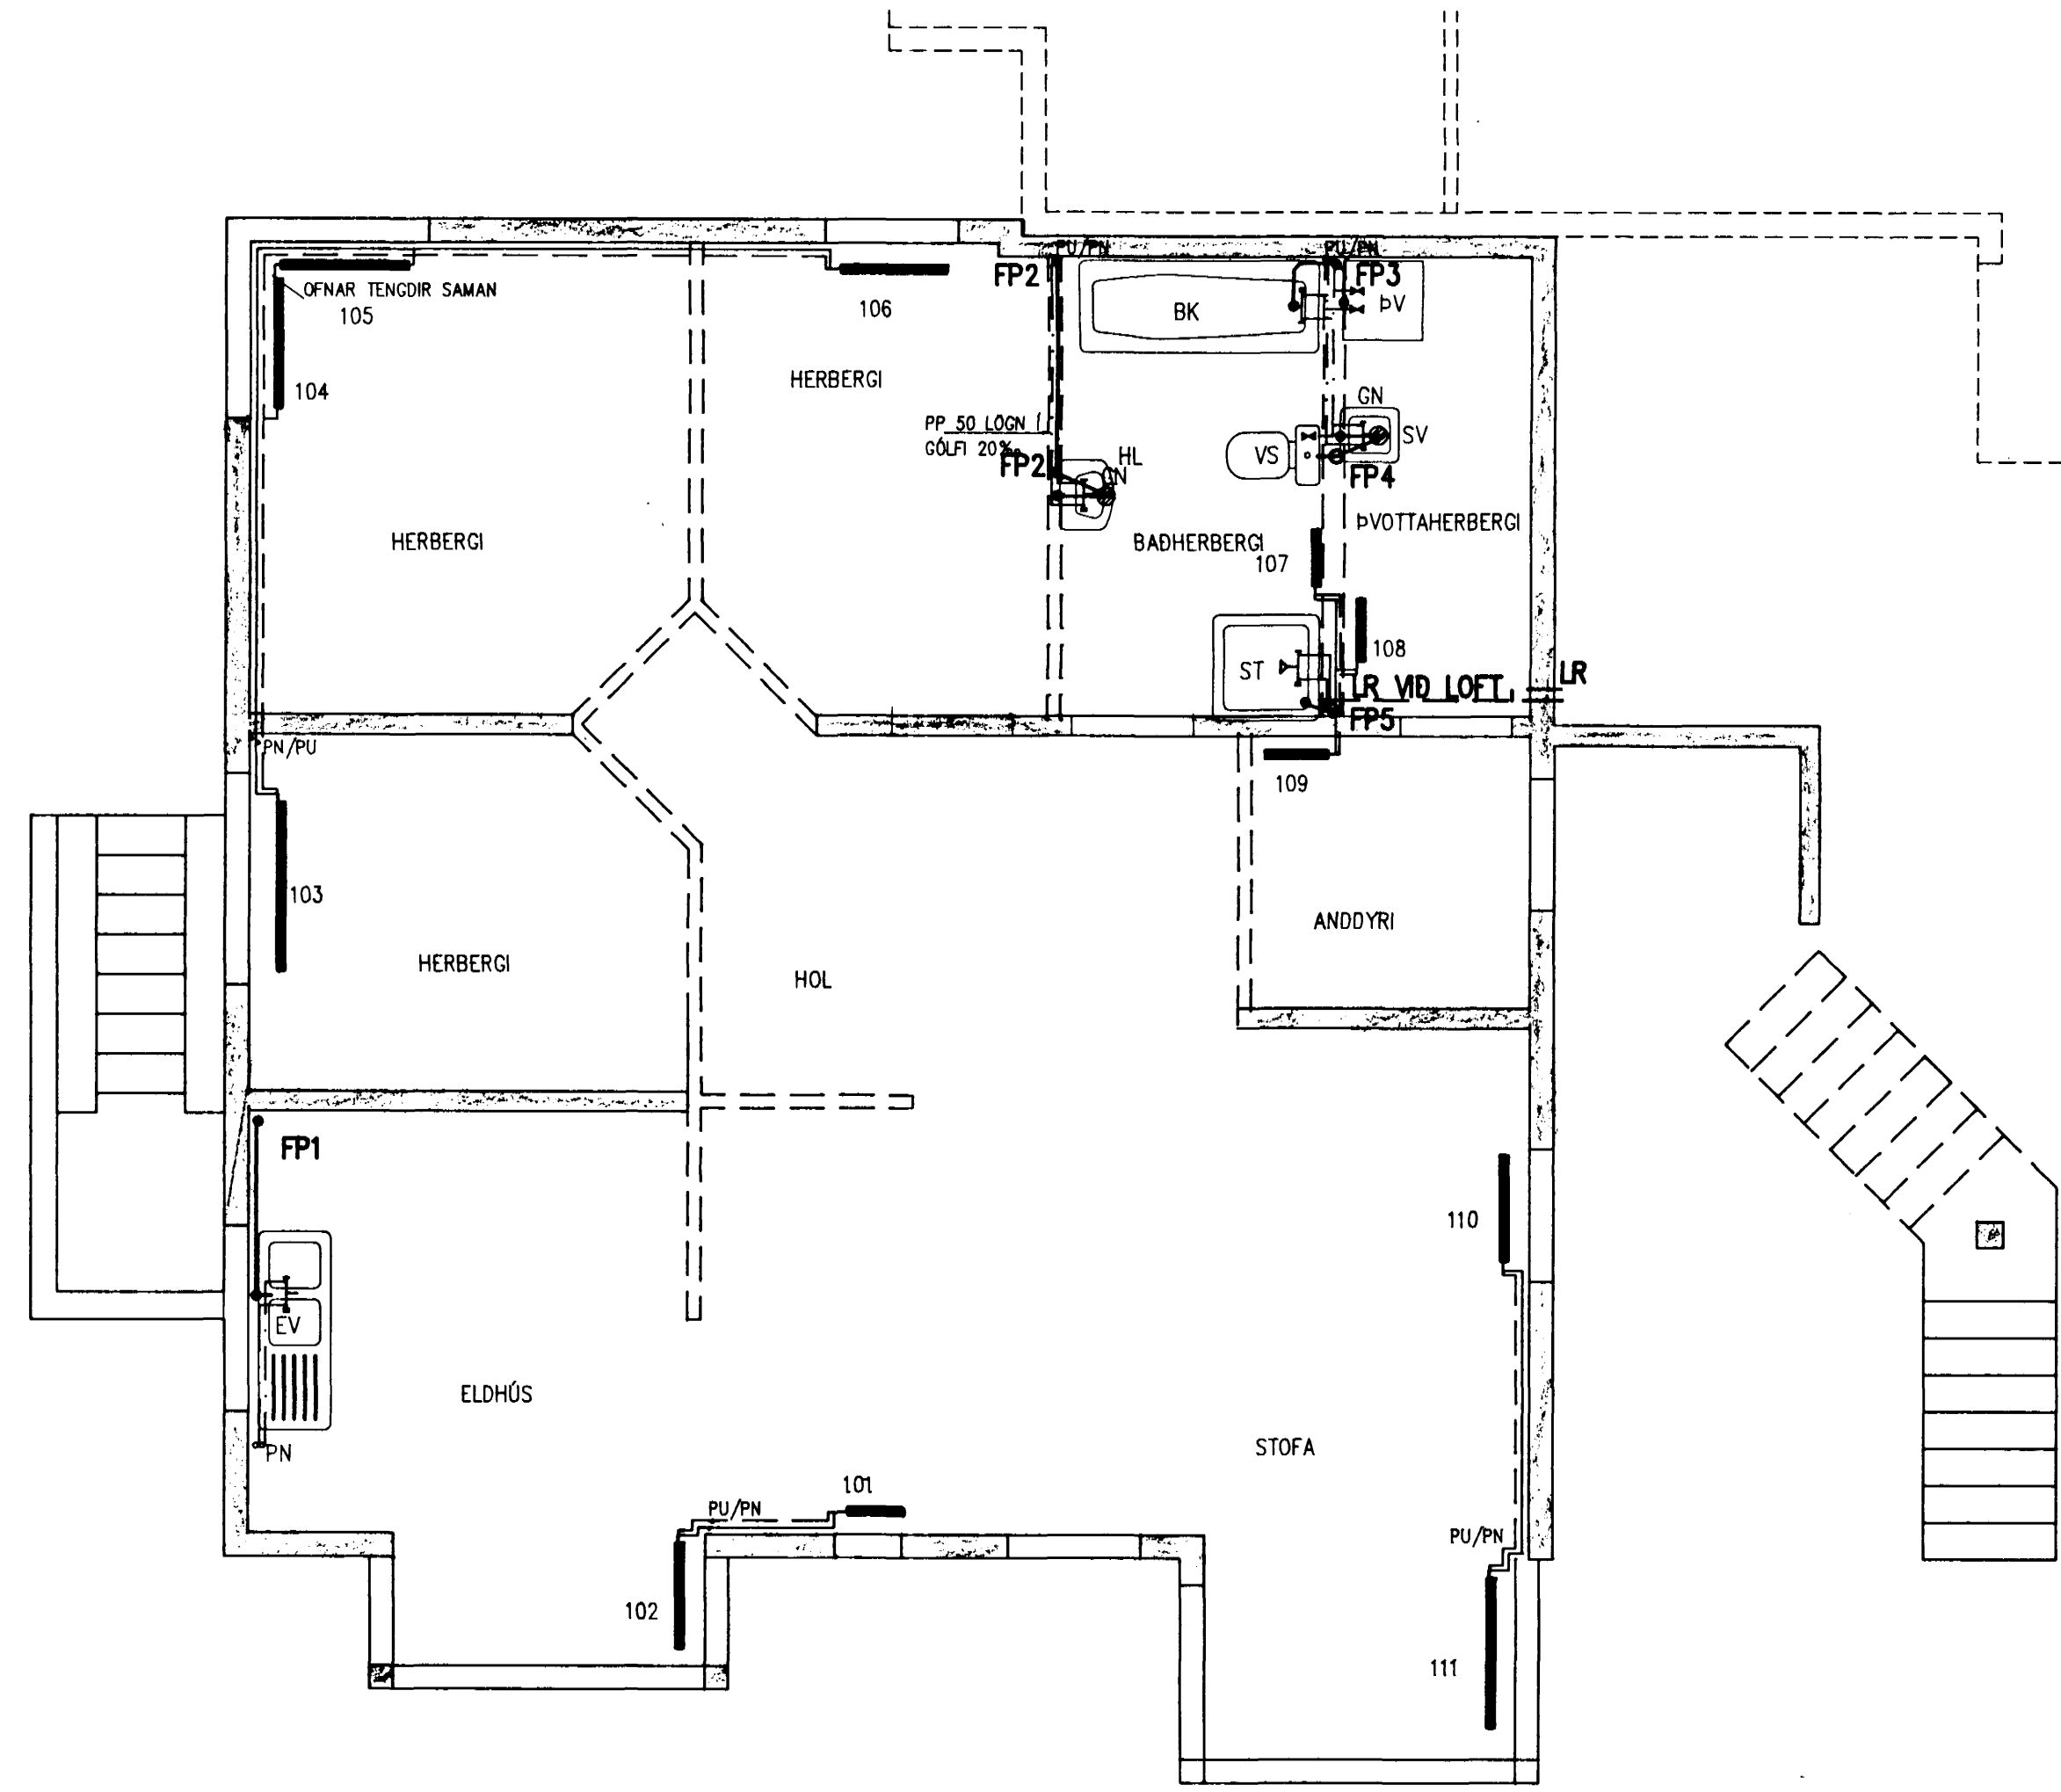 PU/PN
PU/PN
FP2
FP3
OFNAR TENGDIR SAMAN
105
106
BK
ÞV
104
HERBERGI
GN
PP 50 LÖGN Í
GÓLFI 20‰
SV
HL
VS
FP2
GN
FP4
HERBERGI
BAÐHERBERGI
ÞVOTTAHERBERGI
107
108
ST
LR VIÐ LOFT
LR
FP5
PN/PU
109
103
ANDDYRI
HERBERGI
HOL
FP1
110
EV
ELDHÚS
STOFA
PN
101
PU/PN
PU/PN
102
111